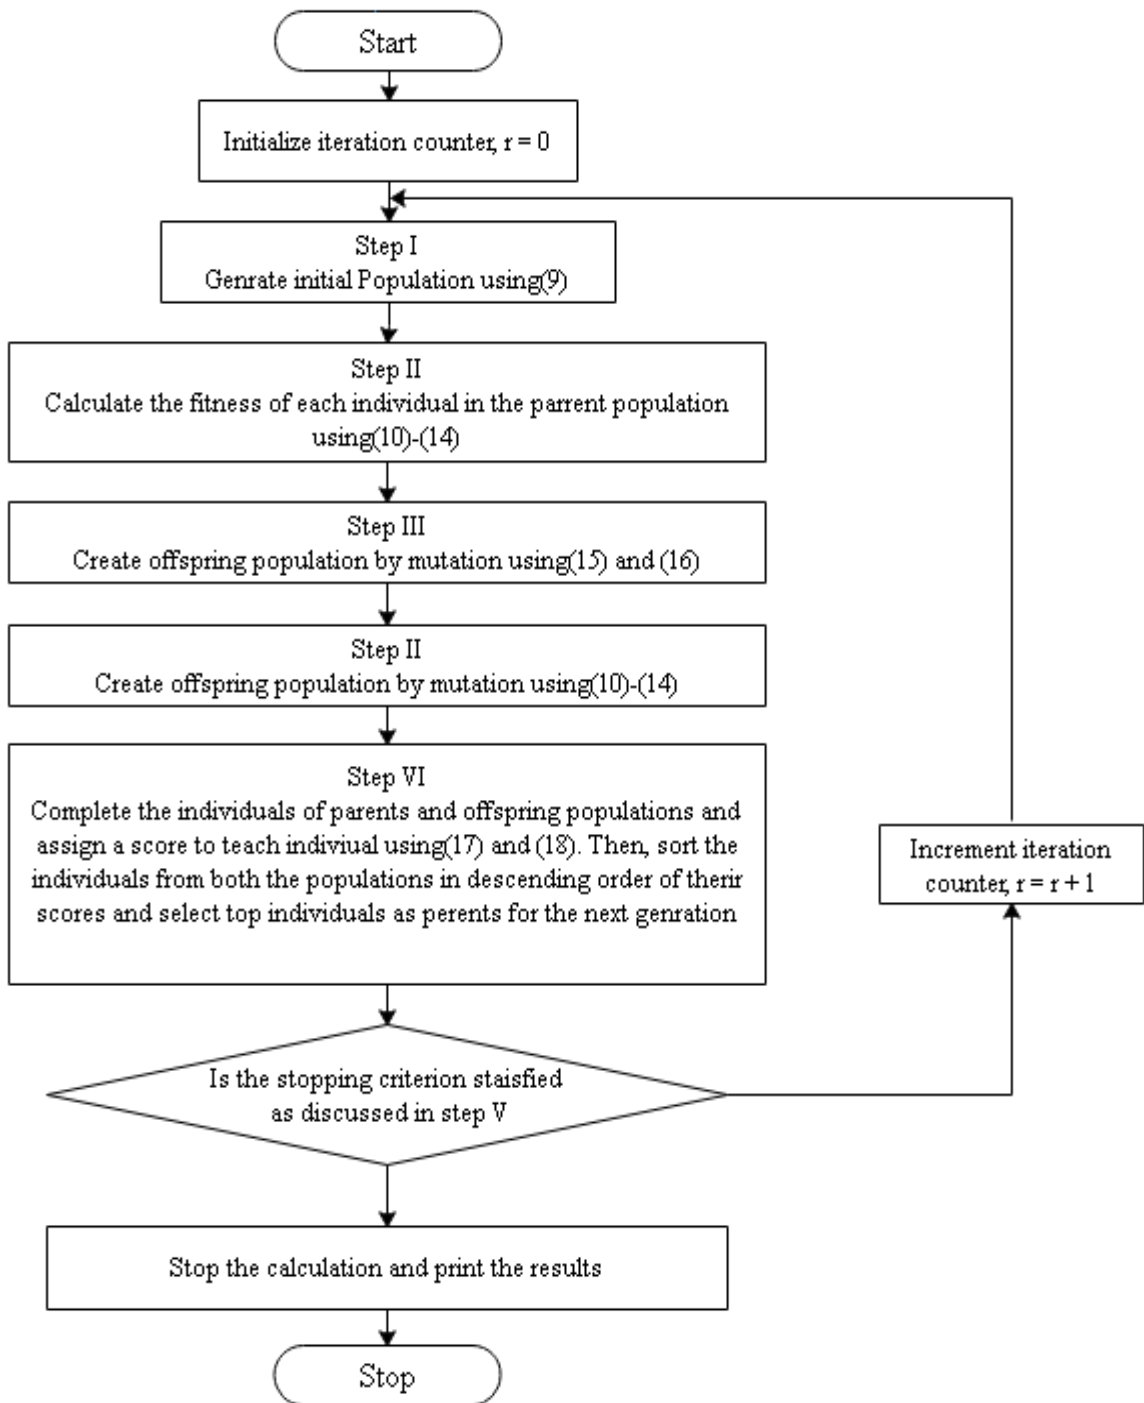 Start
Initialize iteration counter, r = 0
Step I
Genrate initial Population using(9)
Step II
Calculate the fitness of each individual in the parrent population
using(10)-(14)
Step III
Create offspring population by mutation using(15) and (16)
Step II
Create offspring population by mutation using(10)-(14)
Step VI
Complete the individuals of parents and offspring populations and
assign a score to teach indiviual using(17) and (18). Then, sort the
individuals from both the populations in descending order of therir
scores and select top individuals as perents for the next genration
Increment iteration
counter, r = r + 1
Is the stopping criterion staisfied
as discussed in step V
Stop the calculation and print the results
Stop